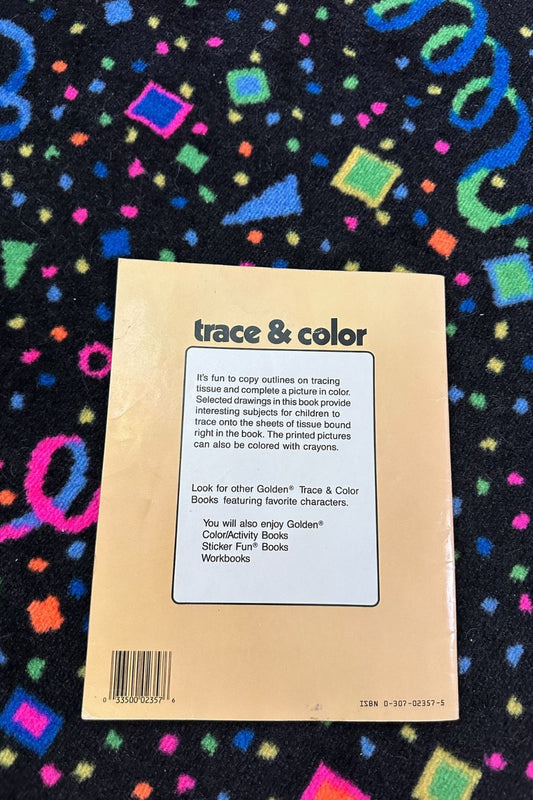 trace & color
It's fun to copy outlines on tracing
tissue and complete a picture in color.
Selected drawings in this book provide
interesting subjects for children to
trace onto the sheets of tissue bound
right in the book. The printed pictures
can also be colored with crayons.
Look for other Golden® Trace & Color
Books featuring favorite characters.
You will also enjoy Golden®
Color/Activity Books
Sticker Fun® Books
Workbooks
0 33500 02357 6
ISBN 0-307-02357-5